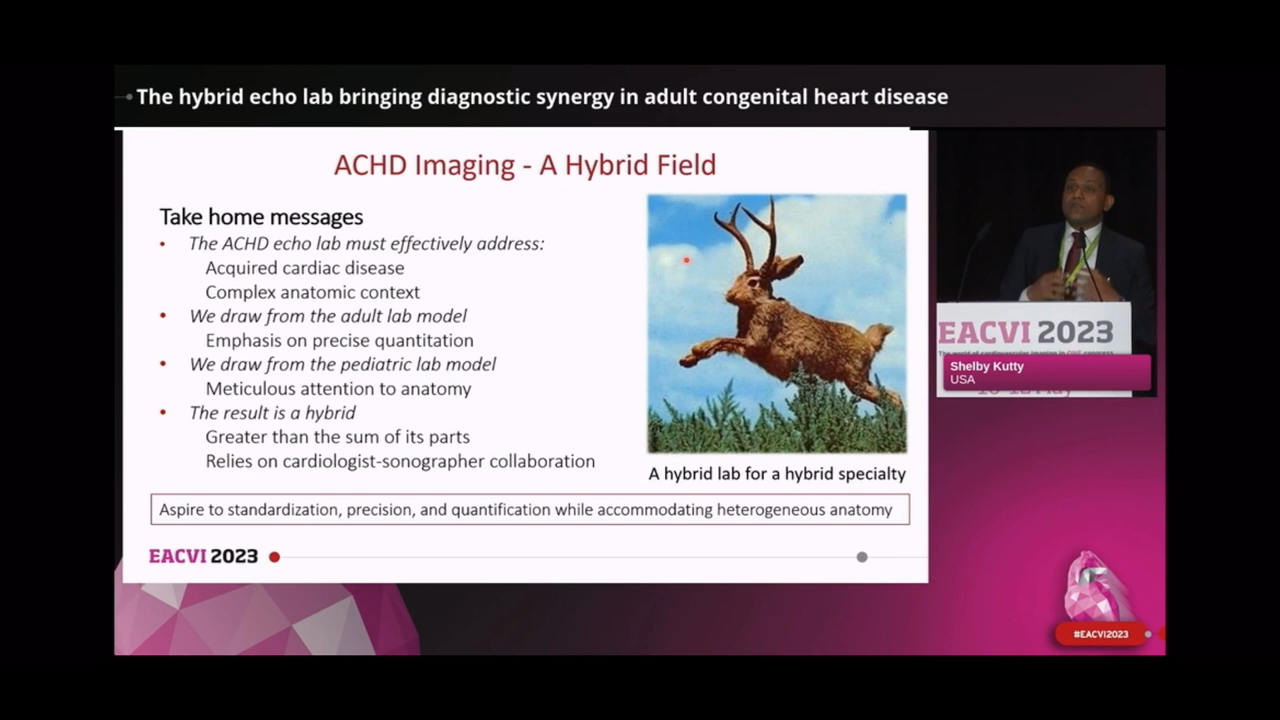 The hybrid echo lab bringing diagnostic synergy in adult congenital heart disease
ACHD Imaging - A Hybrid Field
Take home messages
• The ACHD echo lab must effectively address:
Acquired cardiac disease
Complex anatomic context
• We draw from the adult lab model
Emphasis on precise quantitation
• We draw from the pediatric lab model
Meticulous attention to anatomy
• The result is a hybrid
Greater than the sum of its parts
Relies on cardiologist-sonographer collaboration
A hybrid lab for a hybrid specialty
Aspire to standardization, precision, and quantification while accommodating heterogeneous anatomy
EACVI 2023
EACVI 2023
Shelby Kutty
USA
#EACVI2023